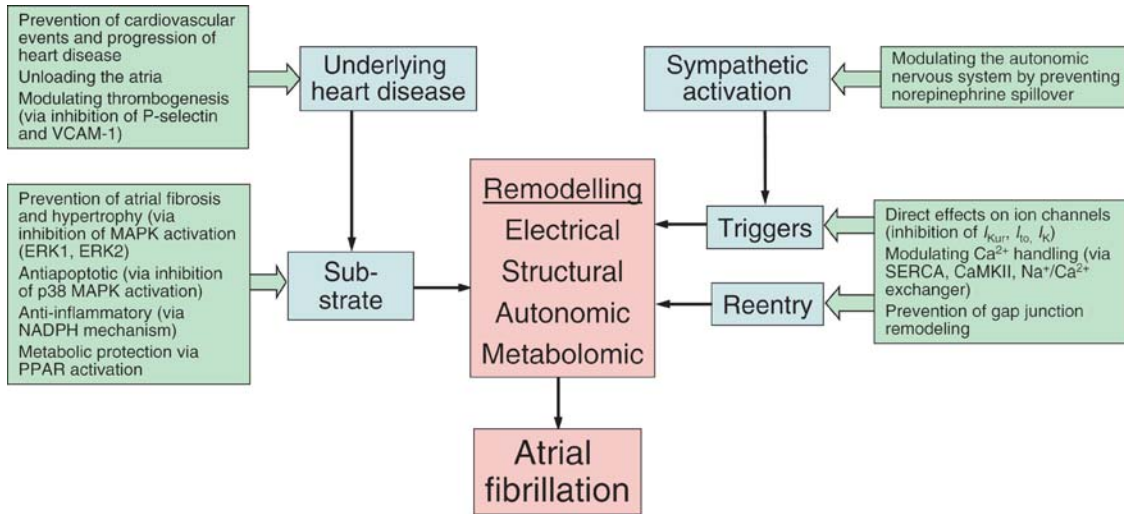 Prevention of cardiovascular
events and progression of
heart disease
Unloading the atria
Modulating thrombogenesis
(via inhibition of P-selectin
and VCAM-1)
Underlying
heart disease
Sympathetic
activation
Modulating the autonomic
nervous system by preventing
norepinephrine spillover
Prevention of atrial fibrosis
and hypertrophy (via
inhibition of MAPK activation
(ERK1, ERK2)
Antiapoptotic (via inhibition
of p38 MAPK activation)
Anti-inflammatory (via
NADPH mechanism)
Metabolic protection via
PPAR activation
Sub-
strate
Remodelling
Electrical
Structural
Autonomic
Metabolomic
Triggers
Reentry
Direct effects on ion channels
(inhibition of IKur, Ito, IK)
Modulating Ca²⁺ handling (via
SERCA, CaMKII, Na⁺/Ca²⁺
exchanger)
Prevention of gap junction
remodeling
Atrial
fibrillation